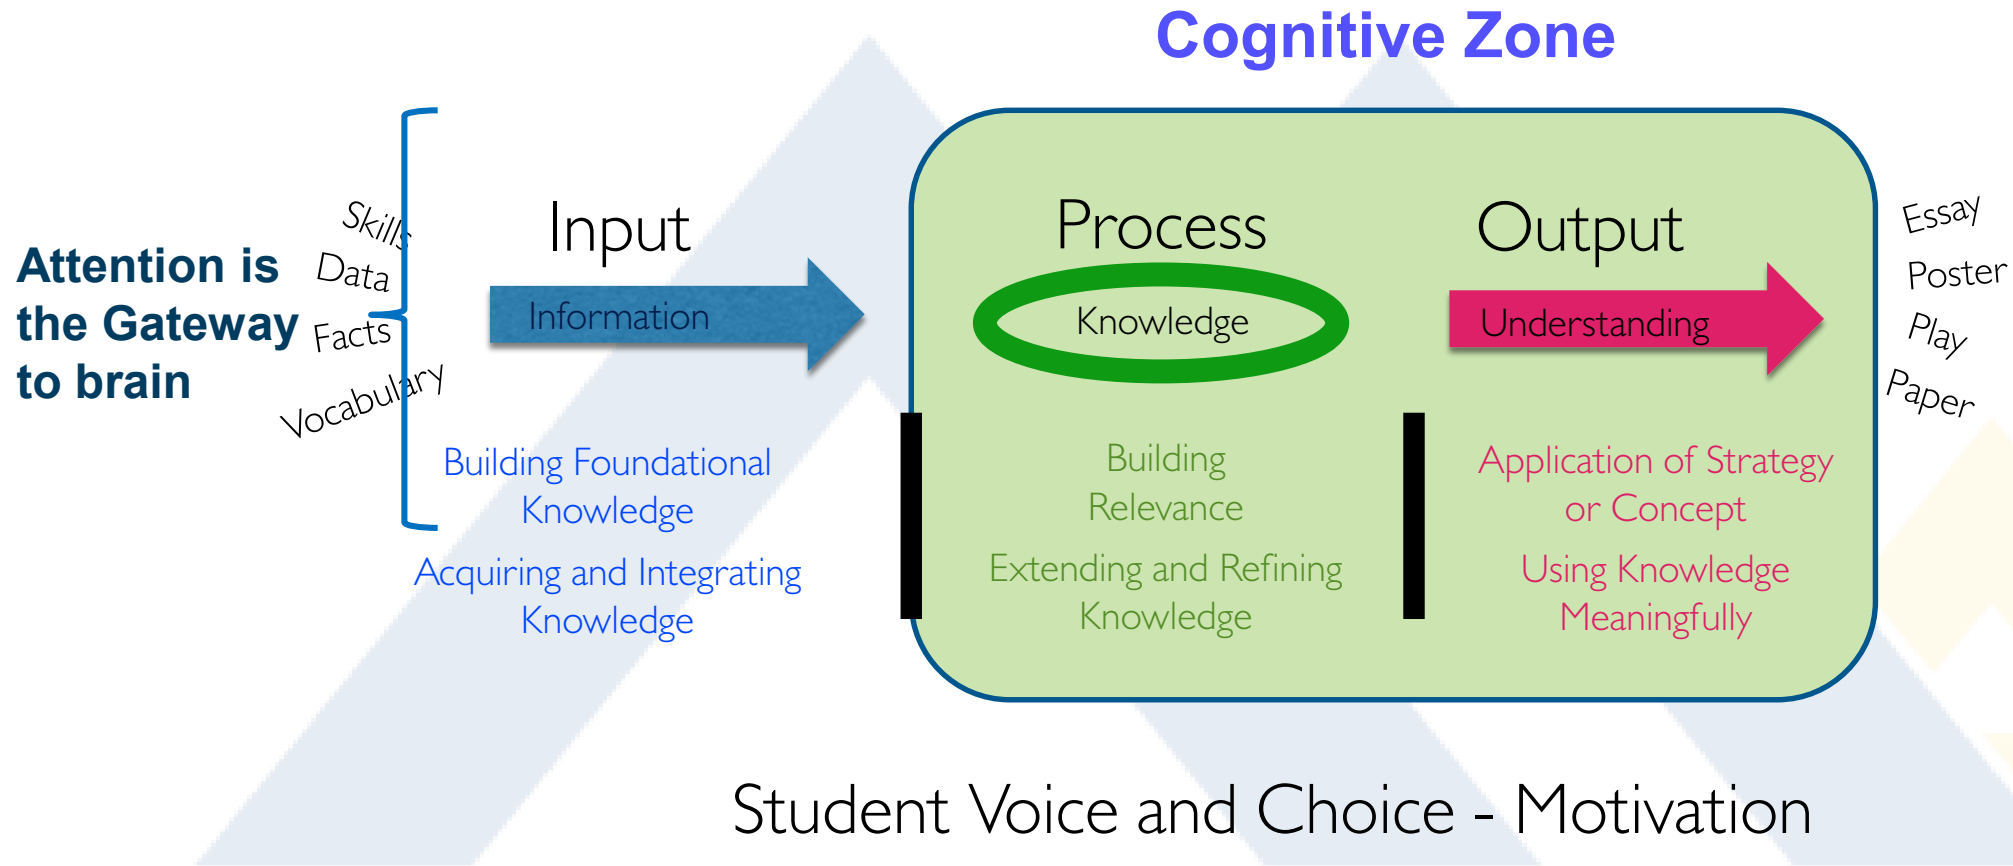 Cognitive Zone
Attention is
the Gateway
to brain
Skills
Data
Facts
Vocabulary
Input
Information
Building Foundational
Knowledge
Acquiring and Integrating
Knowledge
Process
Knowledge
Building
Relevance
Extending and Refining
Knowledge
Output
Understanding
Application of Strategy
or Concept
Using Knowledge
Meaningfully
Essay
Poster
Play
Paper
Student Voice and Choice - Motivation